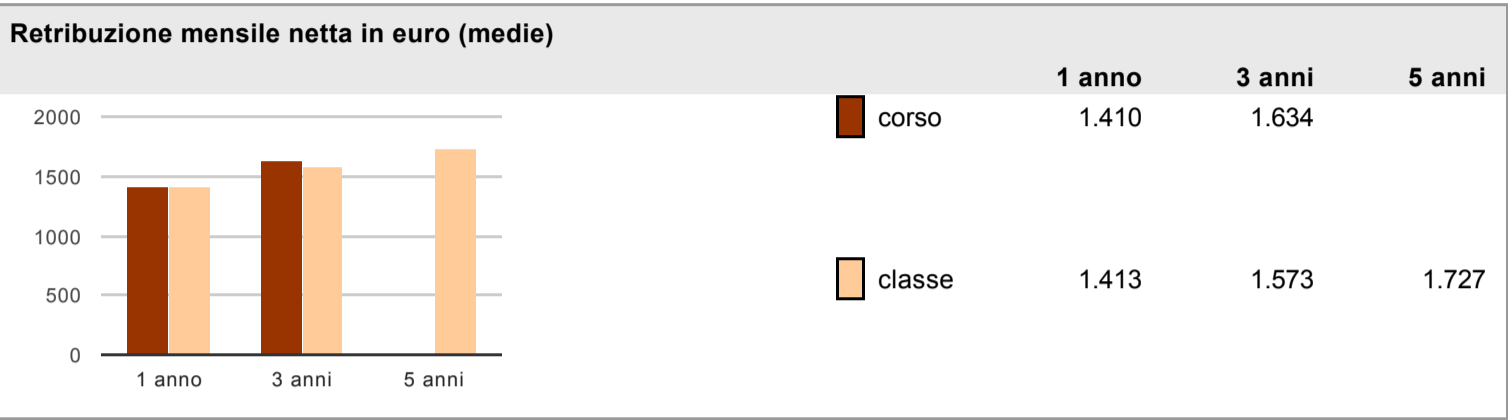 Retribuzione mensile netta in euro (medie)
1 anno 3 anni 5 anni
2000
1500
1000
500
0
1 anno 3 anni 5 anni
corso 1.410 1.634
classe 1.413 1.573 1.727